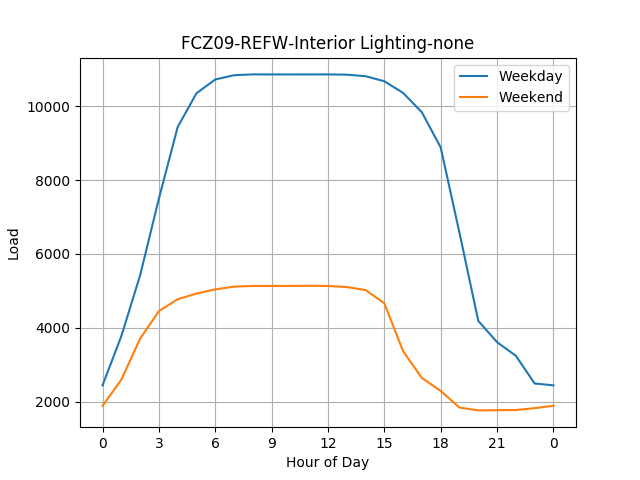 FCZ09-REFW-Interior Lighting-none
Weekday
Weekend
10000
8000
6000
4000
2000
Load
0 3 6 9 12 15 18 21 0
Hour of Day